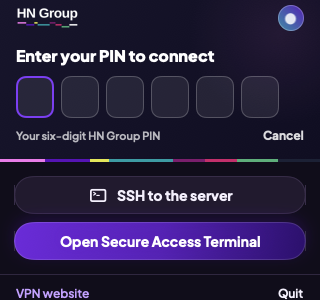 HN Group
Enter your PIN to connect
Your six-digit HN Group PIN
Cancel
SSH to the server
Open Secure Access Terminal
VPN website
Quit